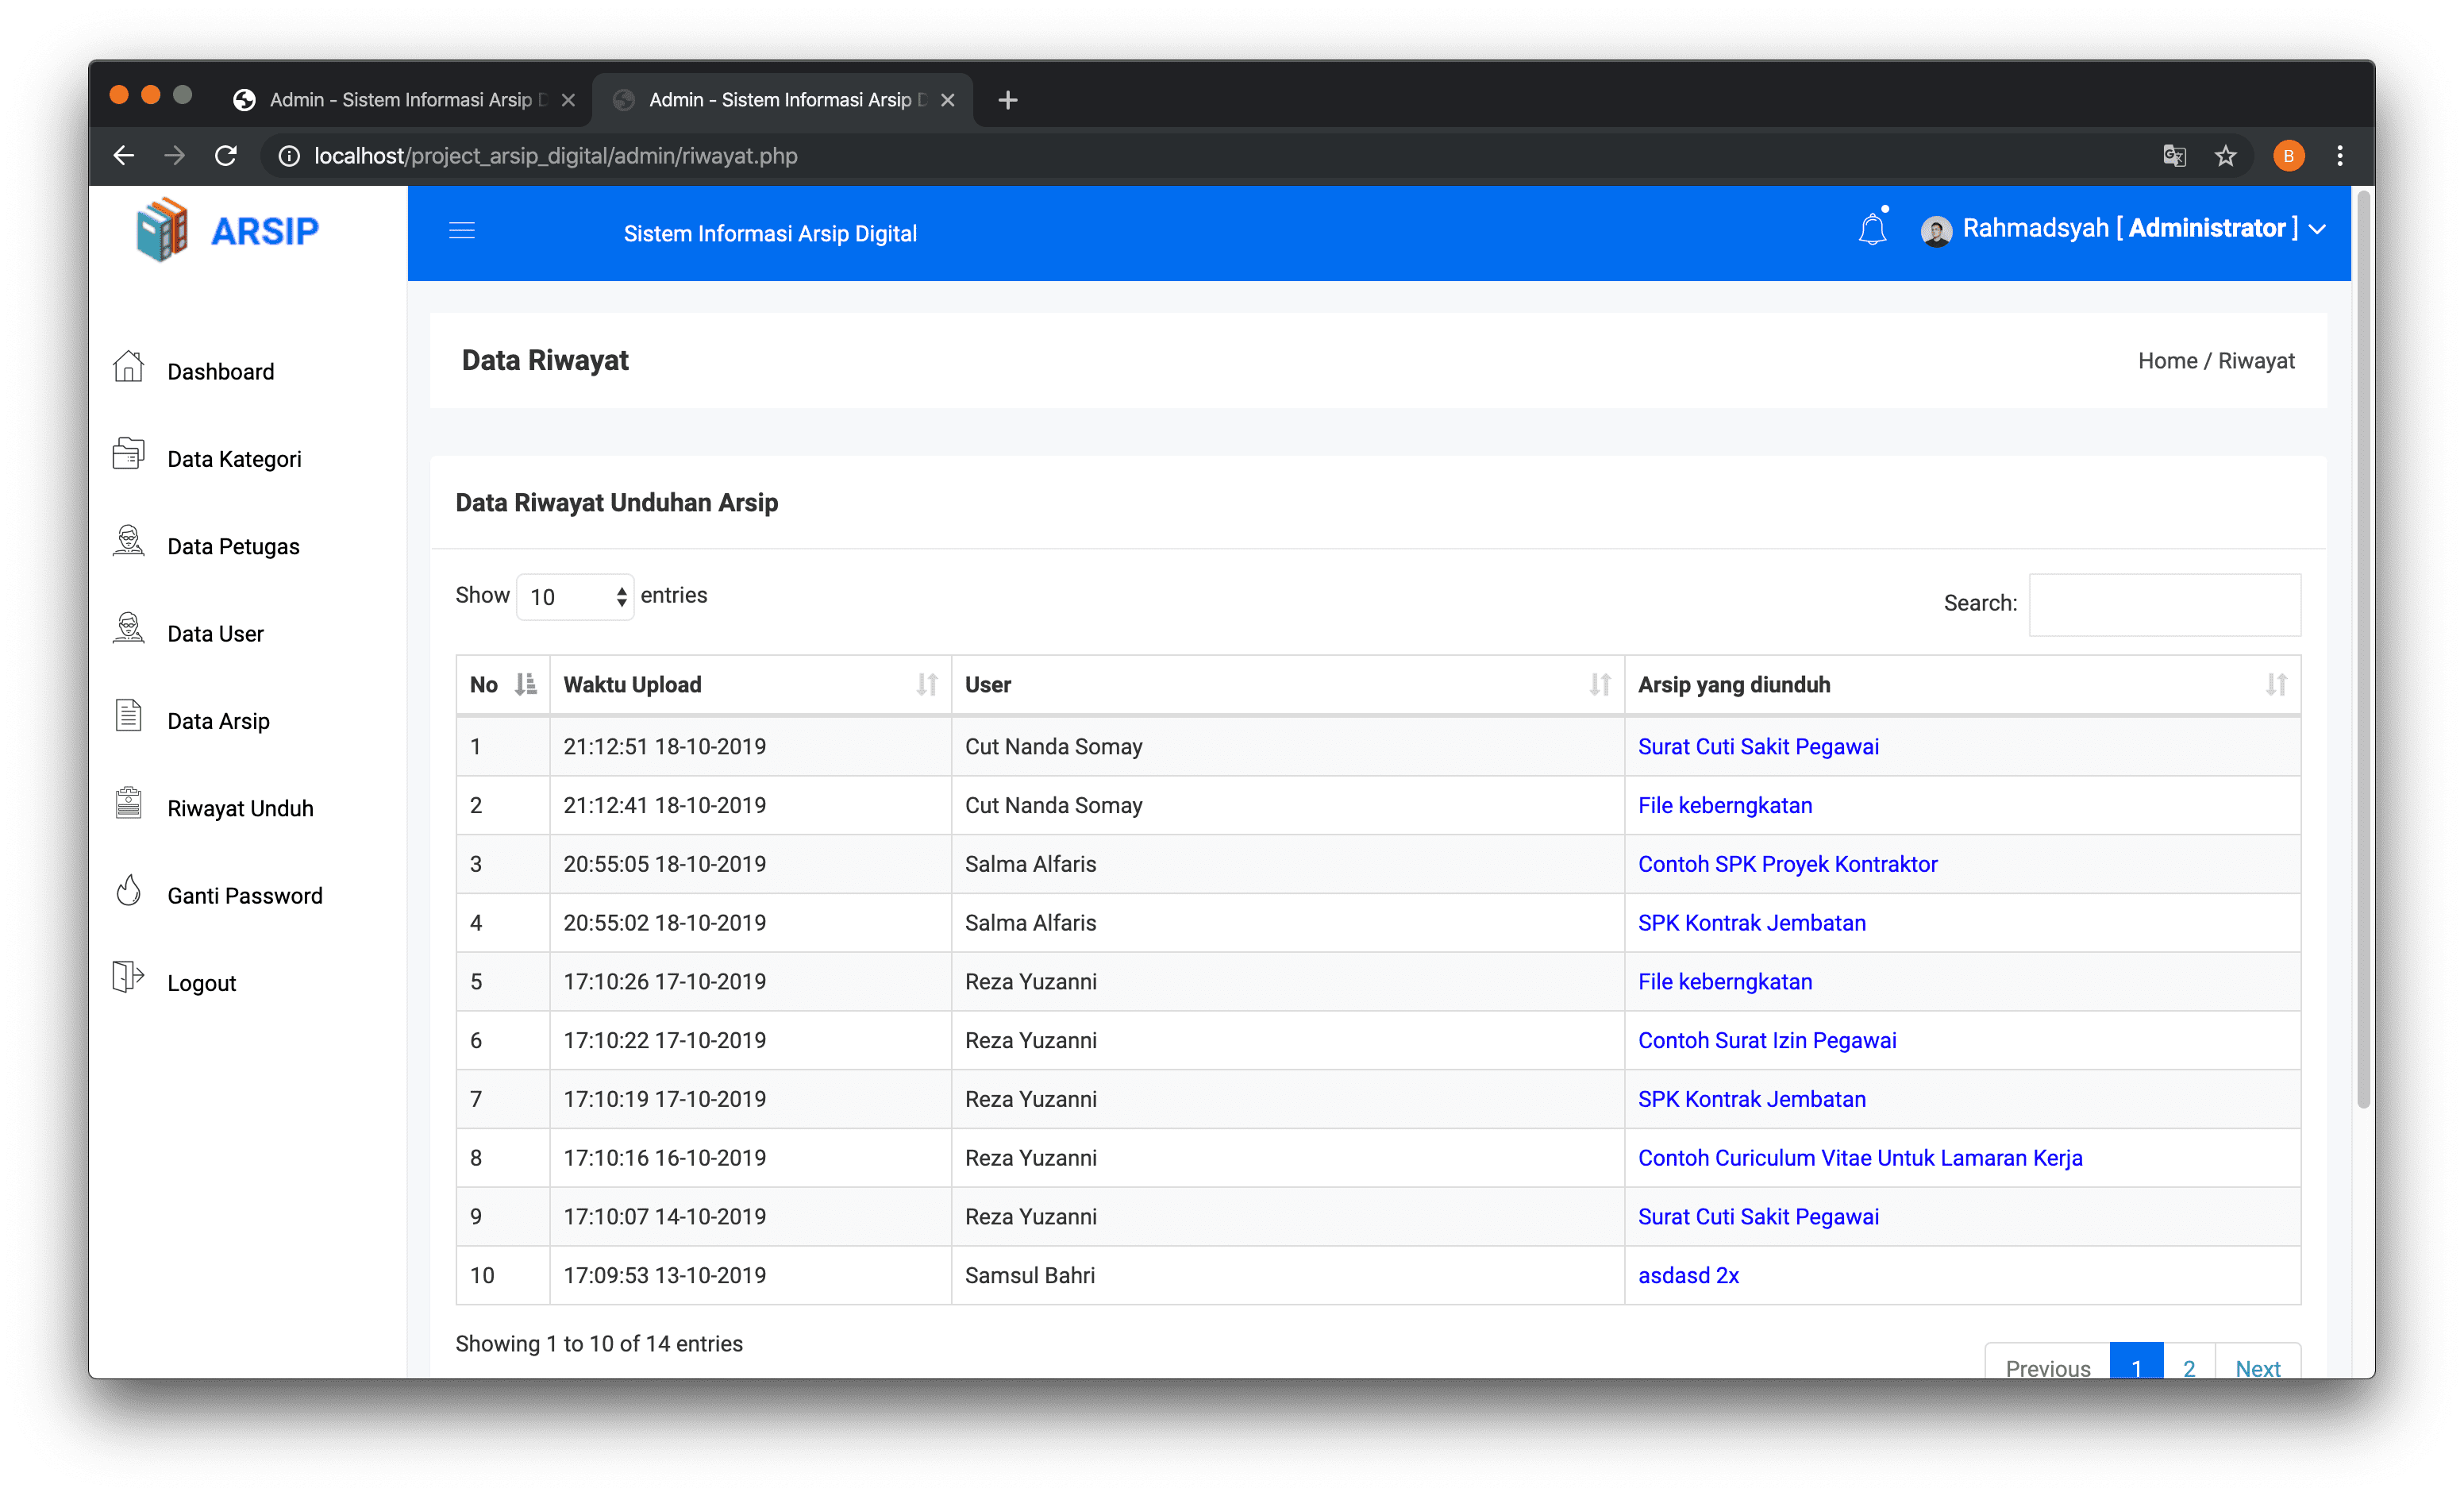 Admin - Sistem Informasi Arsip D
Admin - Sistem Informasi Arsip D
localhost/project_arsip_digital/admin/riwayat.php
B
ARSIP
Sistem Informasi Arsip Digital
Rahmadsyah [ Administrator ]
Dashboard
Data Kategori
Data Petugas
Data User
Data Arsip
Riwayat Unduh
Ganti Password
Logout
Data Riwayat
Home / Riwayat
Data Riwayat Unduhan Arsip
Show 10 entries
Search:
No Waktu Upload User Arsip yang diunduh
1 21:12:51 18-10-2019 Cut Nanda Somay Surat Cuti Sakit Pegawai
2 21:12:41 18-10-2019 Cut Nanda Somay File keberngkatan
3 20:55:05 18-10-2019 Salma Alfaris Contoh SPK Proyek Kontraktor
4 20:55:02 18-10-2019 Salma Alfaris SPK Kontrak Jembatan
5 17:10:26 17-10-2019 Reza Yuzanni File keberngkatan
6 17:10:22 17-10-2019 Reza Yuzanni Contoh Surat Izin Pegawai
7 17:10:19 17-10-2019 Reza Yuzanni SPK Kontrak Jembatan
8 17:10:16 16-10-2019 Reza Yuzanni Contoh Curiculum Vitae Untuk Lamaran Kerja
9 17:10:07 14-10-2019 Reza Yuzanni Surat Cuti Sakit Pegawai
10 17:09:53 13-10-2019 Samsul Bahri asdasd 2x
Showing 1 to 10 of 14 entries
Previous 1 2 Next